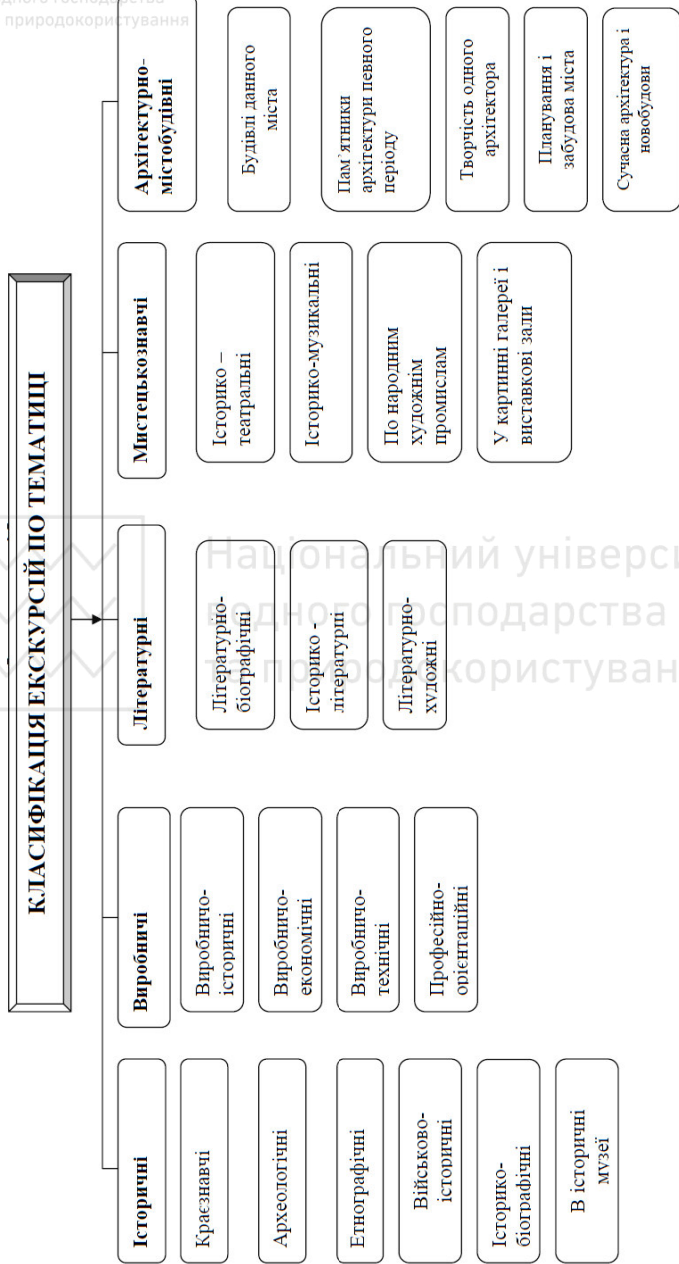 КЛАСИФІКАЦІЯ ЕКСКУРСІЙ ПО ТЕМАТИЦІ
Історичні
Краєзнавчі
Археологічні
Етнографічні
Військово-
історичні
Історико-
біографічні
В історичні
музеї
Виробничі
Виробничо-
історичні
Виробничо-
економічні
Виробничо-
технічні
Професійно-
орієнтаційні
Літературні
Літературно-
біографічні
Історико -
літературні
Літературно-
художні
Мистецькознавчі
Історико –
театральні
Історико-музикальні
По народним
художнім
промислам
У картинні галереї і
виставкові зали
Архітектурно-
містобудівні
Будівлі данного
міста
Пам`ятники
архітектури певного
періоду
Творчість одного
архітектора
Планування і
забудова міста
Сучасна архітектура і
новобудови
Національний універси
водного господарства
та природокористуван
природокористування